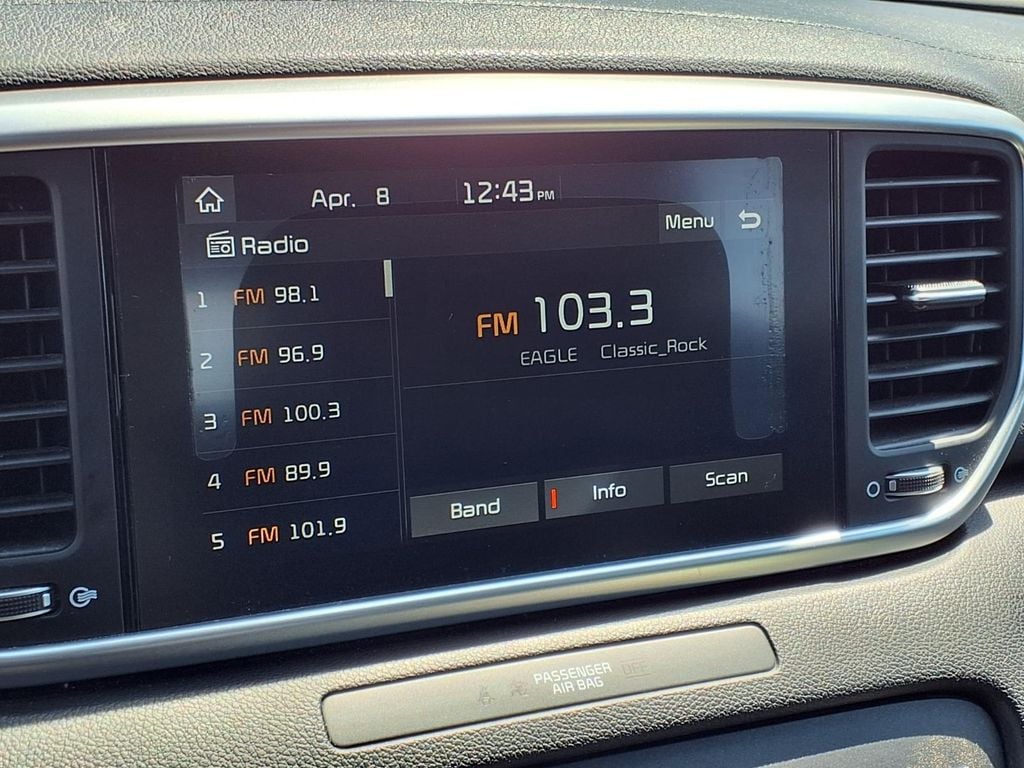 Apr. 8 12:43 PM
Radio Menu
1 FM 98.1
2 FM 96.9
3 FM 100.3
4 FM 89.9
5 FM 101.9
FM 103.3
EAGLE Classic_Rock
Band Info Scan
PASSENGER
AIR BAG
OFF